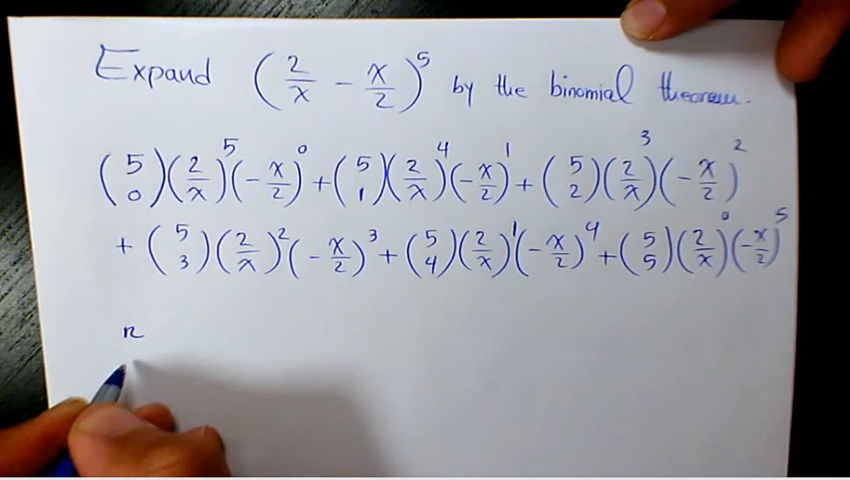 Expand (2/x - x/2)^5 by the binomial theorem.
(5 0)(2/x)^5(-x/2)^0 + (5 1)(2/x)^4(-x/2)^1 + (5 2)(2/x)^3(-x/2)^2
+ (5 3)(2/x)^2(-x/2)^3 + (5 4)(2/x)^1(-x/2)^4 + (5 5)(2/x)^0(-x/2)^5
n